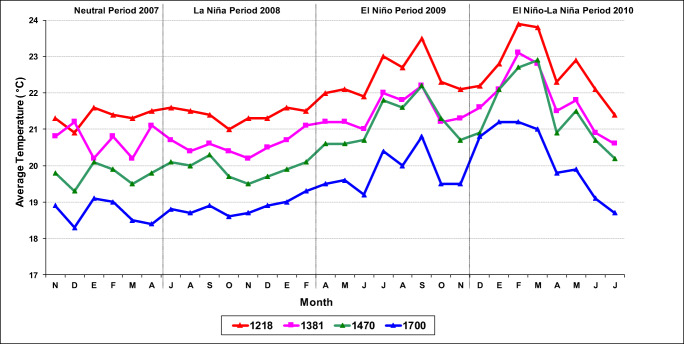 Neutral Period 2007 La Niña Period 2008 El Niño Period 2009 El Niño-La Niña Period 2010
24
23
22
21
20
19
18
17
Average Temperature (°C)
N D E F M A J J A S O N D E F M A M J J A S O N D E F M A M J J
Month
1218 1381 1470 1700